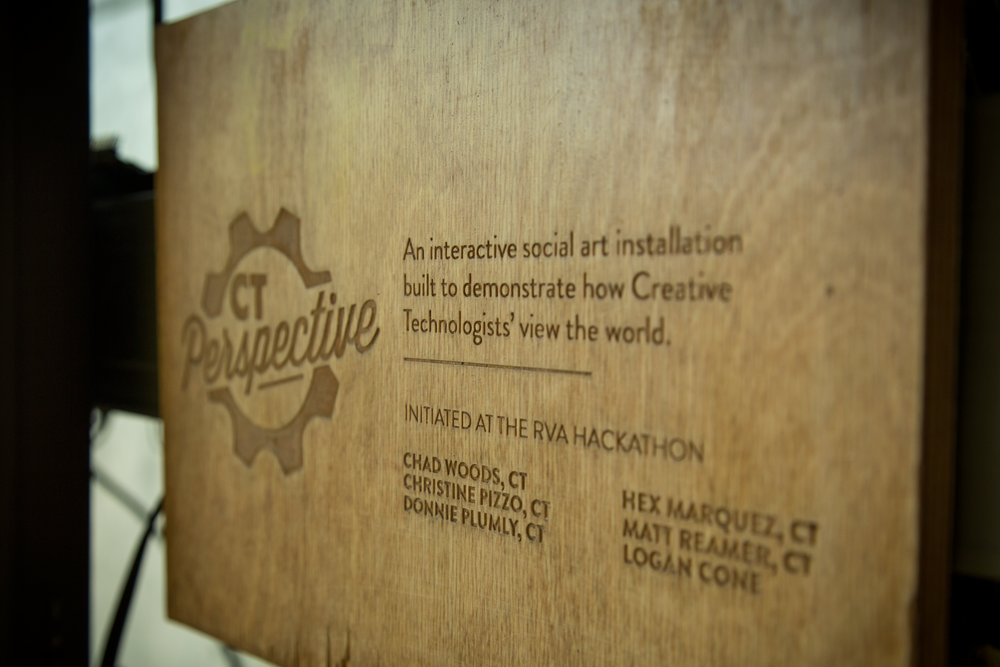 CT
Perspective
An interactive social art installation
built to demonstrate how Creative
Technologists' view the world.
INITIATED AT THE RVA HACKATHON
CHAD WOODS, CT
CHRISTINE PIZZO, CT
DONNIE PLUMLY, CT
HEX MARQUEZ, CT
MATT REAMER, CT
LOGAN CONE